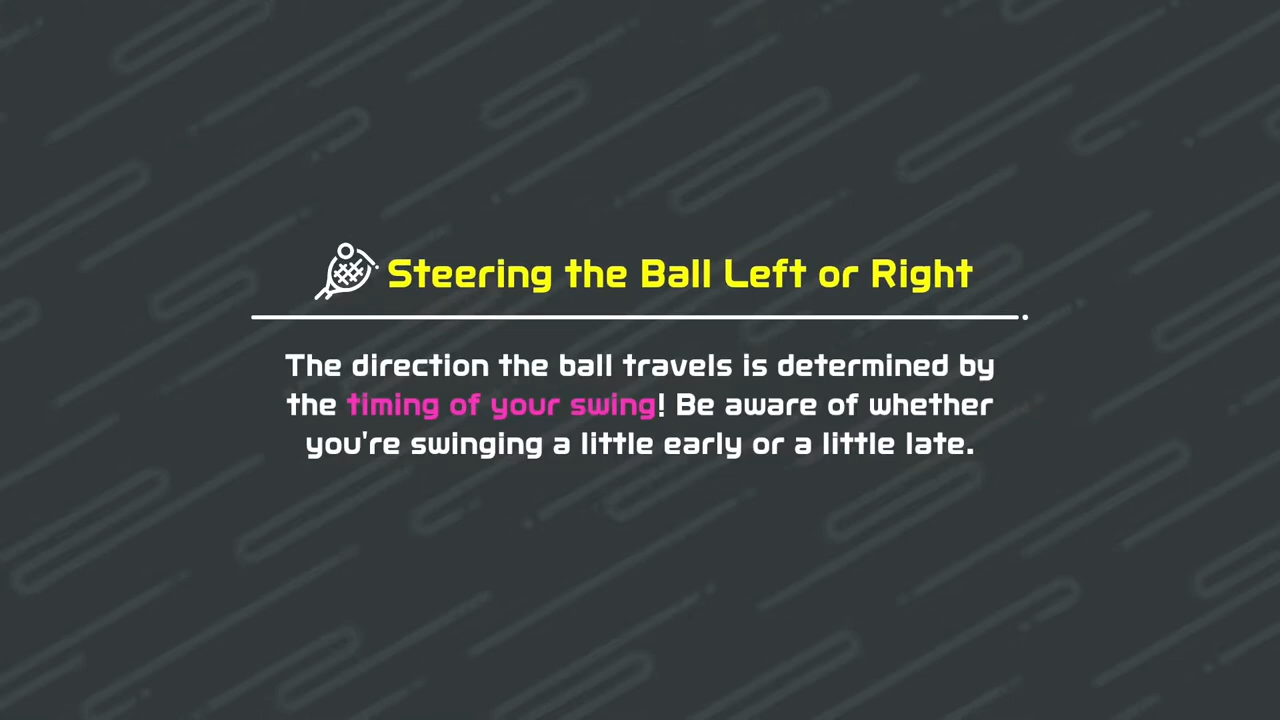 Steering the Ball Left or Right
The direction the ball travels is determined by
the timing of your swing! Be aware of whether
you're swinging a little early or a little late.